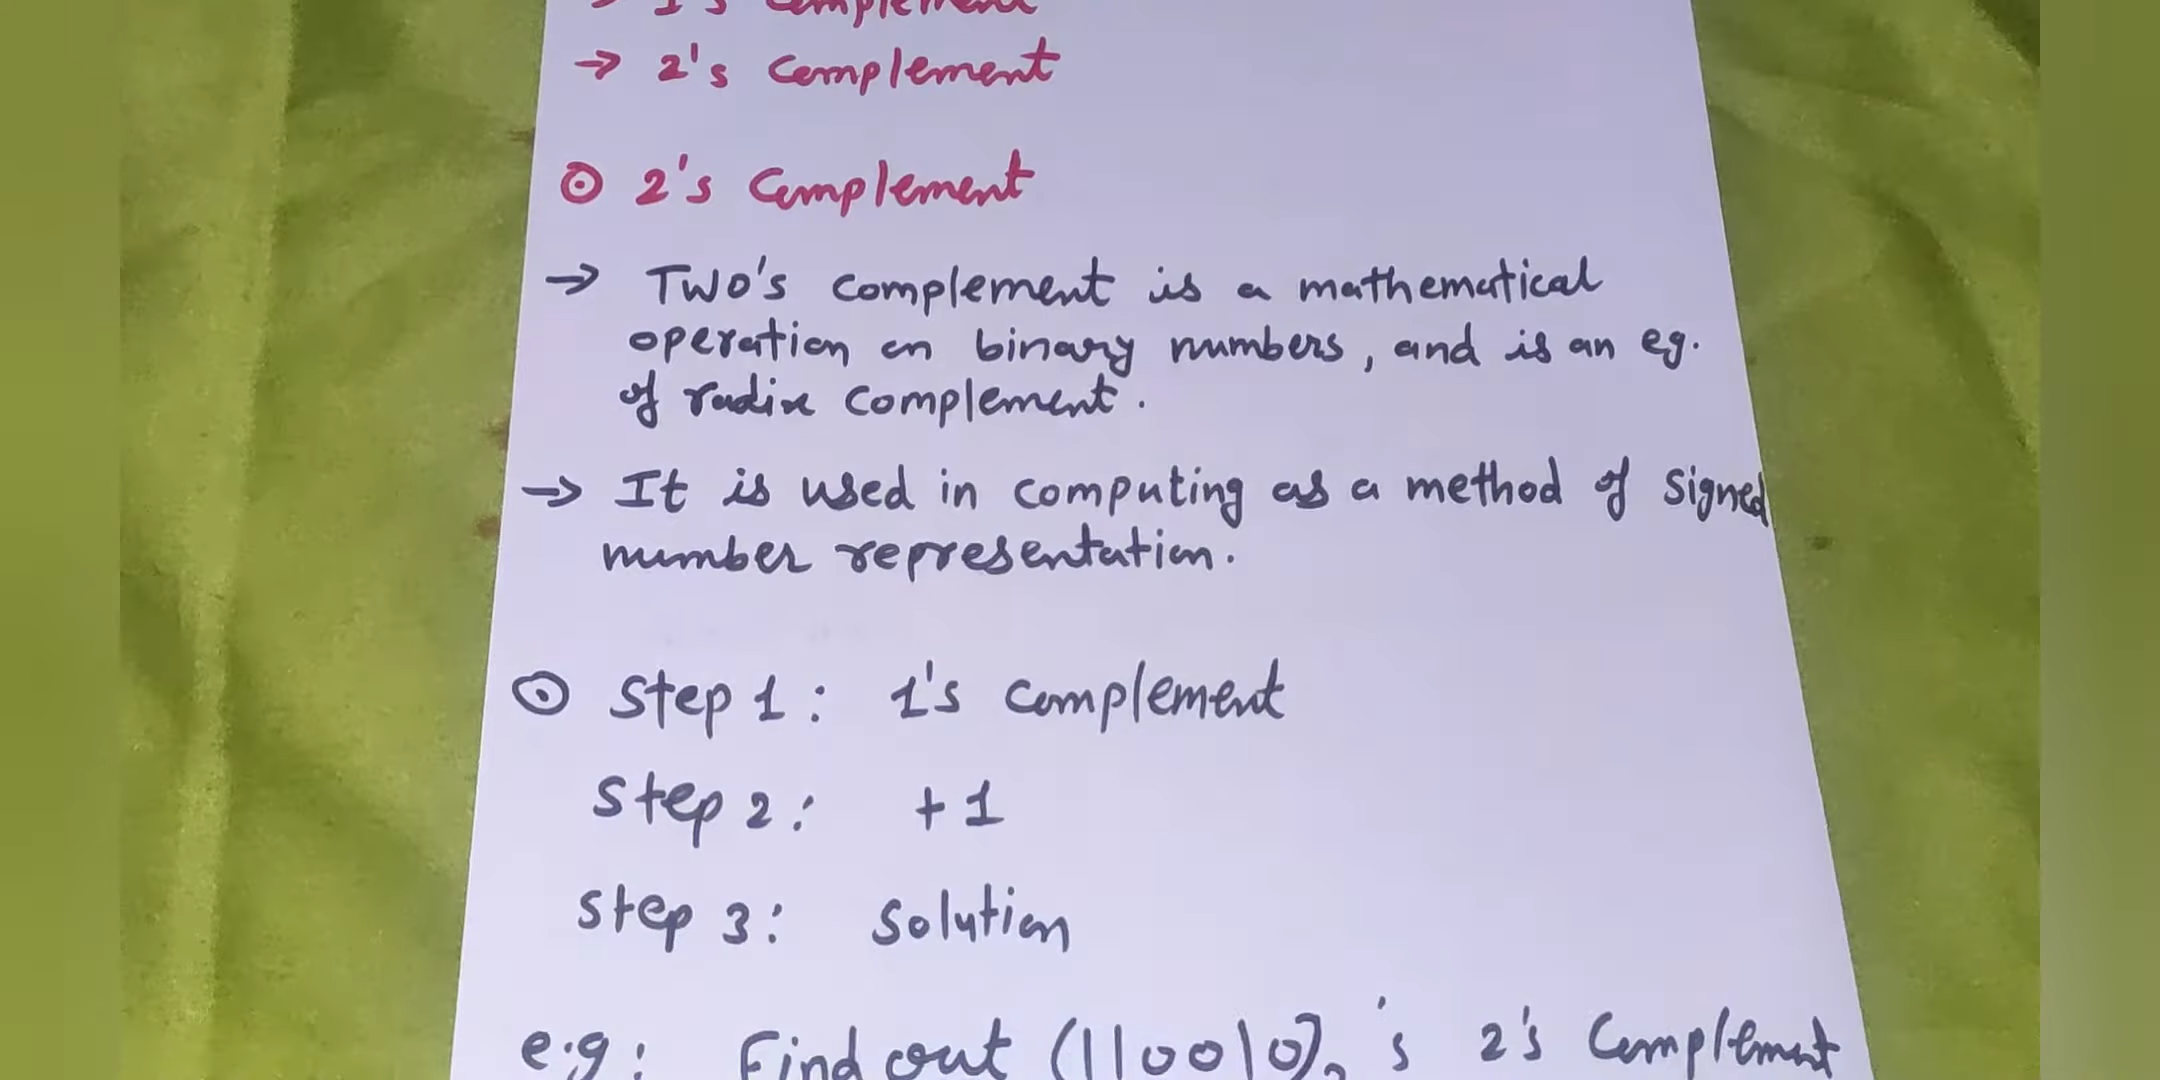 → 1's Complement
→ 2's Complement
⊙ 2's Complement
→ Two's complement is a mathematical
operation on binary numbers, and is an eg.
of radix complement.
→ It is used in computing as a method of signed
number representation.
⊙ Step 1: 1's complement
Step 2: +1
Step 3: Solution
e.g: Find out (110010)₂'s 2's Complement